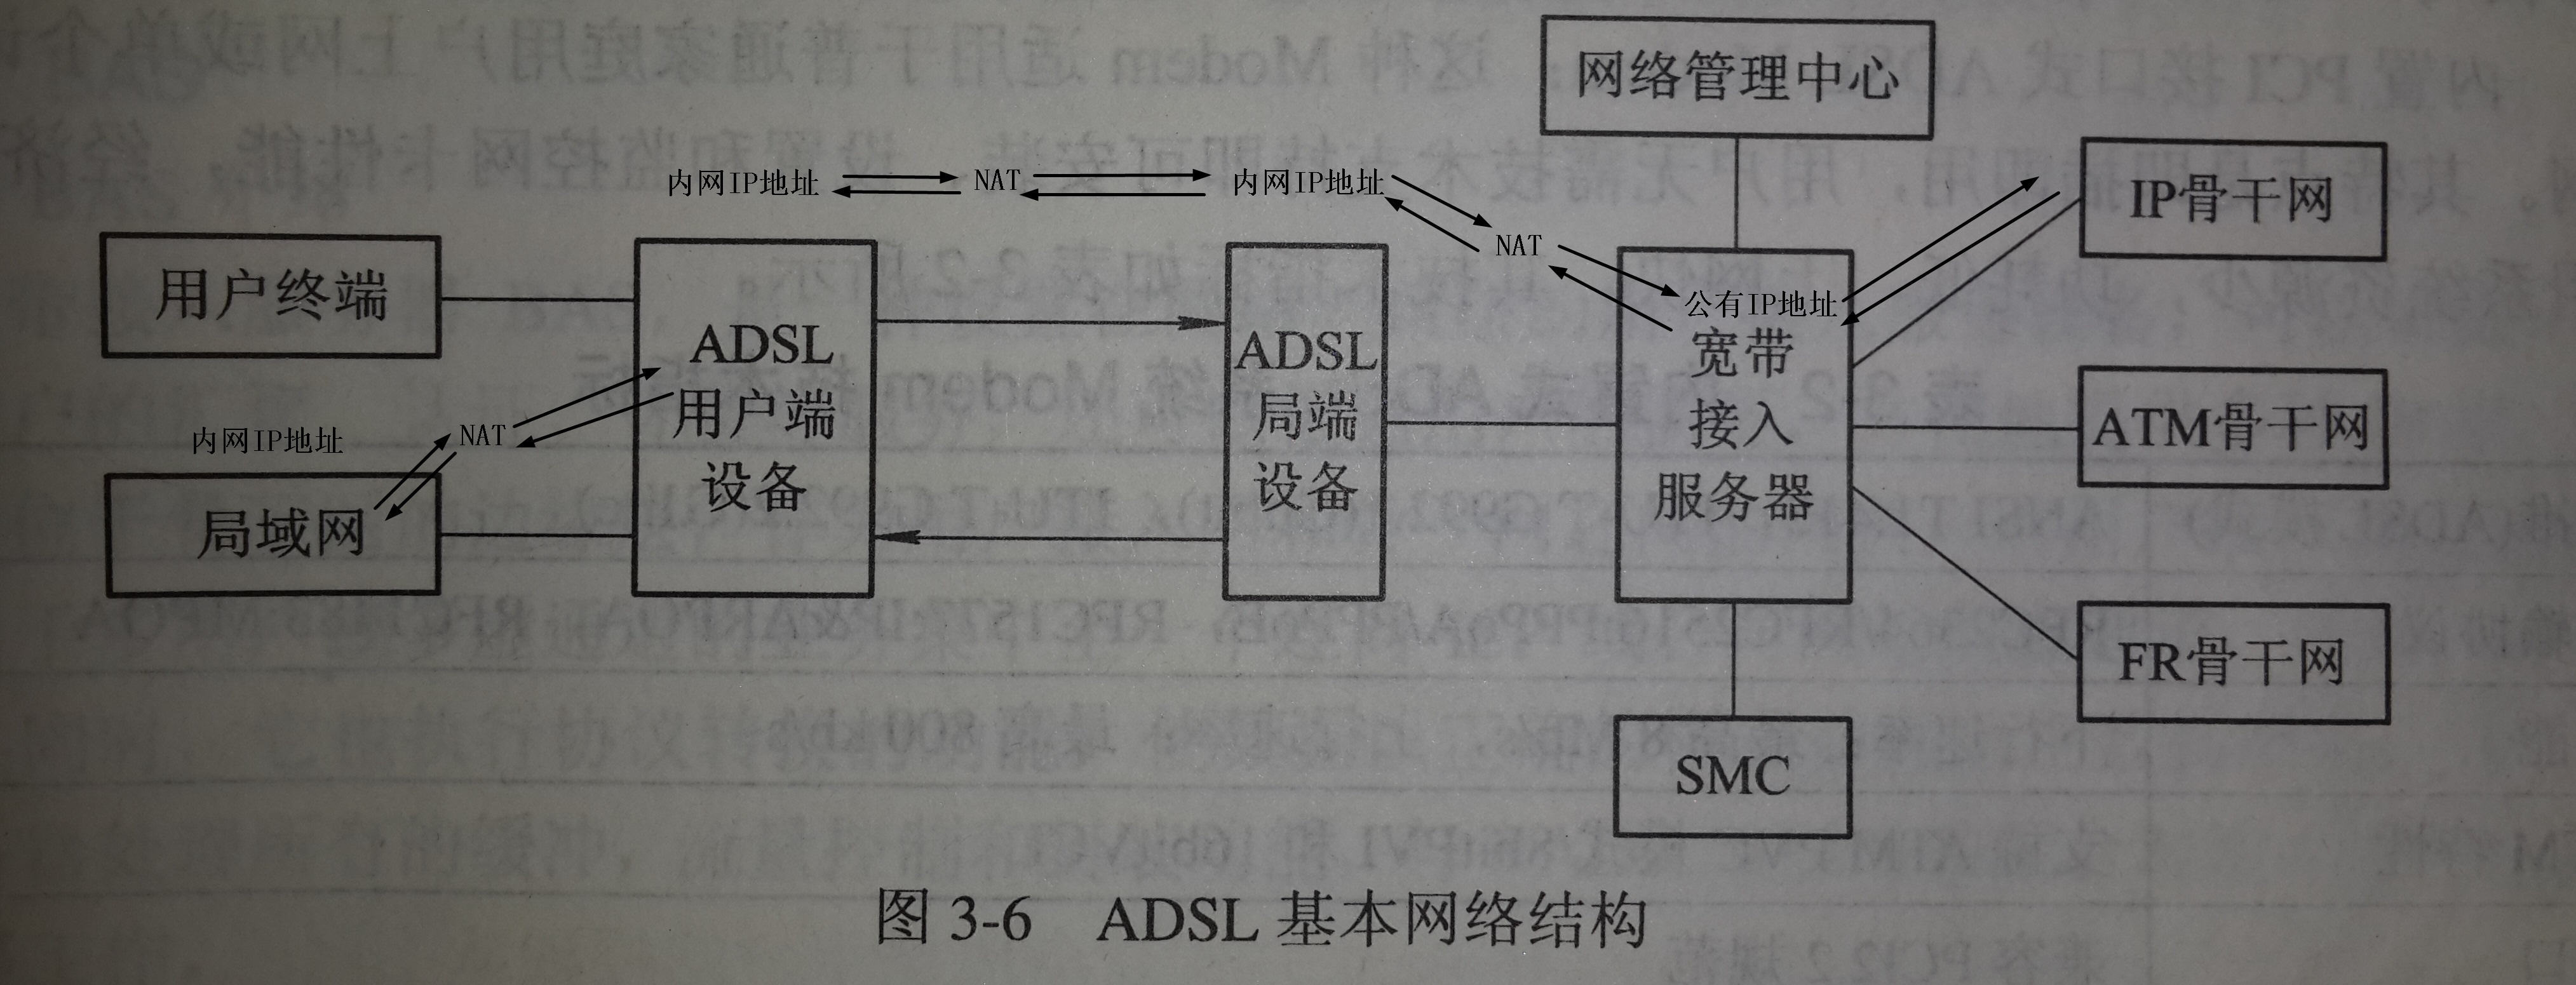 网络管理中心
内网IP地址
NAT
内网IP地址
NAT
IP骨干网
用户终端
公有IP地址
ADSL
用户端
设备
ADSL
局端
设备
宽带
接入
服务器
ATM骨干网
内网IP地址
NAT
局域网
FR骨干网
SMC
图 3-6 ADSL 基本网络结构